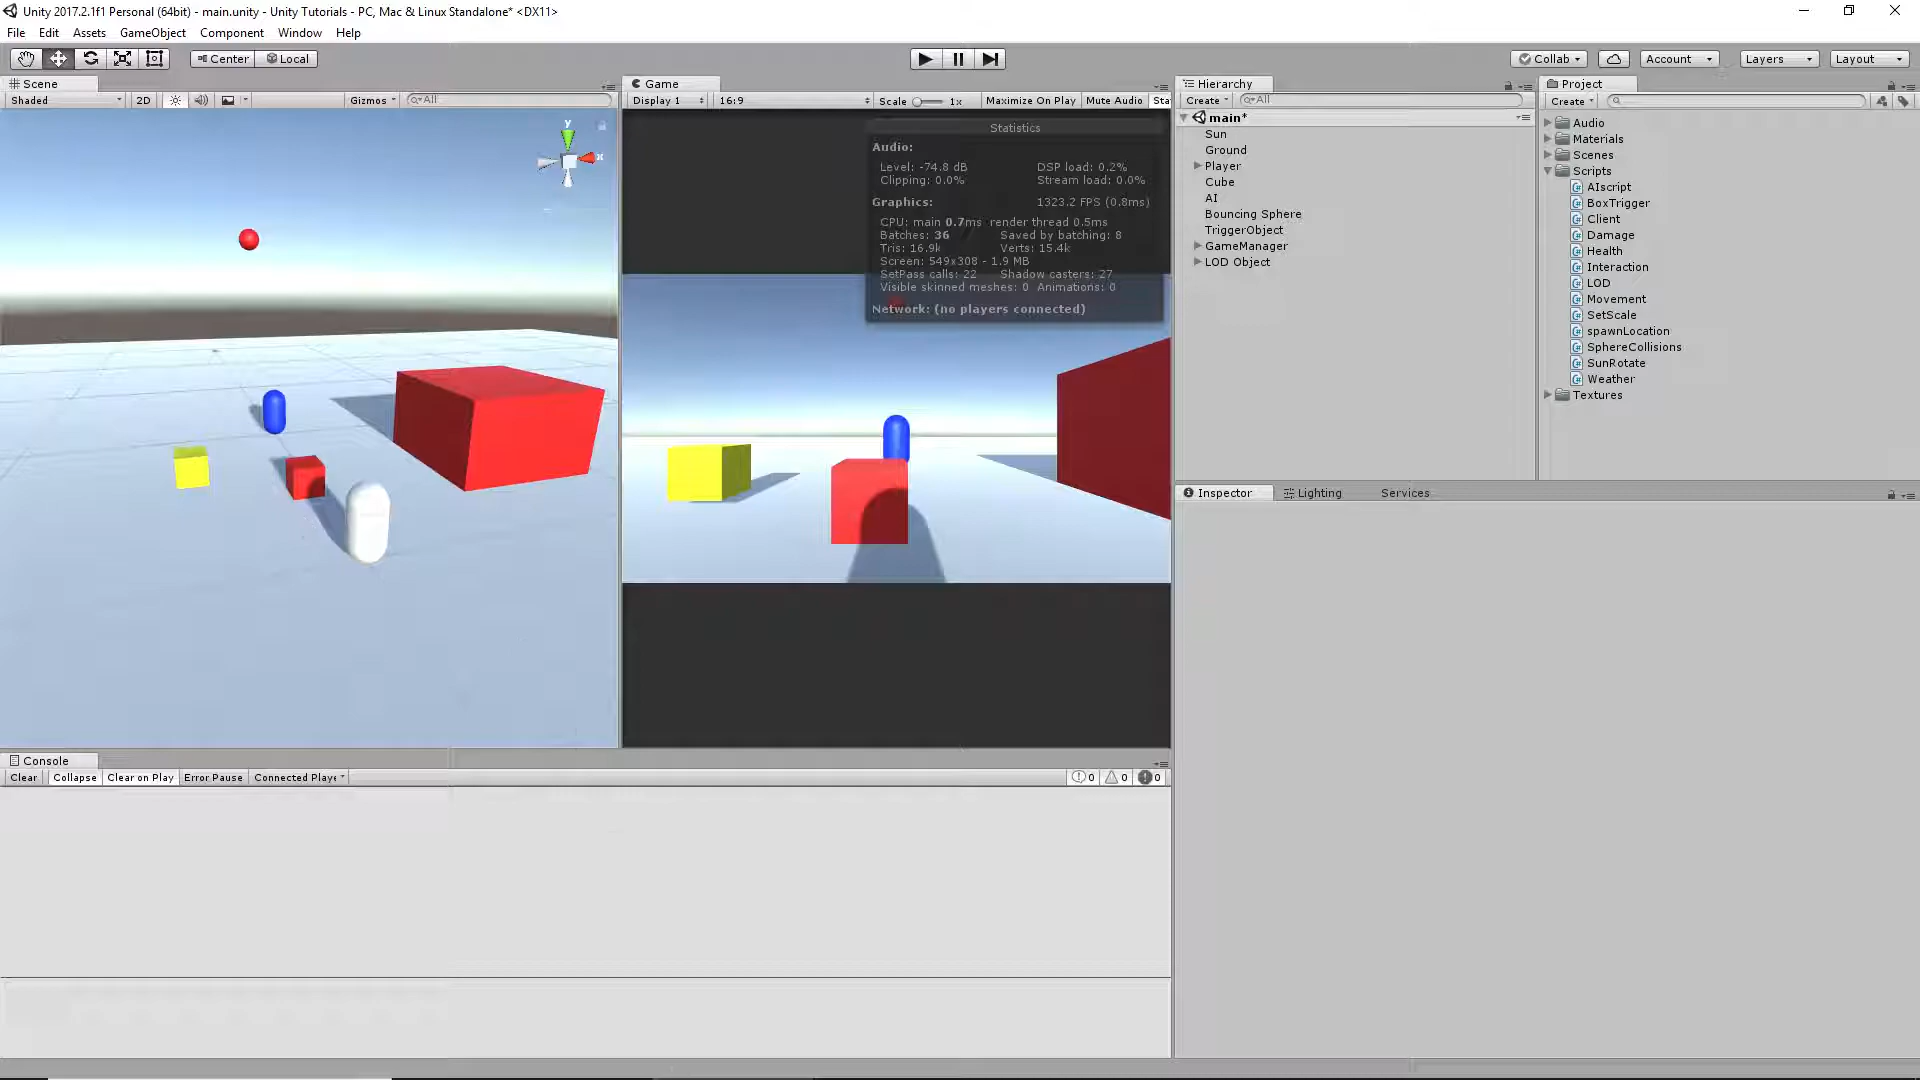 Unity 2017.2.1f1 Personal (64bit) - main.unity - Unity Tutorials - PC, Mac & Linux Standalone* <DX11>
File Edit Assets GameObject Component Window Help
Center Local
Collab Account Layers Layout
Scene
Shaded 2D Gizmos All
y
x
Game
Display 1 16:9 Scale 1x Maximize On Play Mute Audio Sta
Statistics
Audio:
Level: -74.8 dB DSP load: 0.2%
Clipping: 0.0% Stream load: 0.0%
Graphics: 1323.2 FPS (0.8ms)
CPU: main 0.7ms render thread 0.5ms
Batches: 36 Saved by batching: 8
Tris: 16.9k Verts: 15.4k
Screen: 549x308 - 1.9 MB
SetPass calls: 22 Shadow casters: 27
Visible skinned meshes: 0 Animations: 0
Network: (no players connected)
Hierarchy
Create All
main*
Sun
Ground
Player
Cube
AI
Bouncing Sphere
TriggerObject
GameManager
LOD Object
Project
Create
Audio
Materials
Scenes
Scripts
AIscript
BoxTrigger
Client
Damage
Health
Interaction
LOD
Movement
SetScale
spawnLocation
SphereCollisions
SunRotate
Weather
Textures
Inspector Lighting Services
Console
Clear Collapse Clear on Play Error Pause Connected Playe
0 0 0